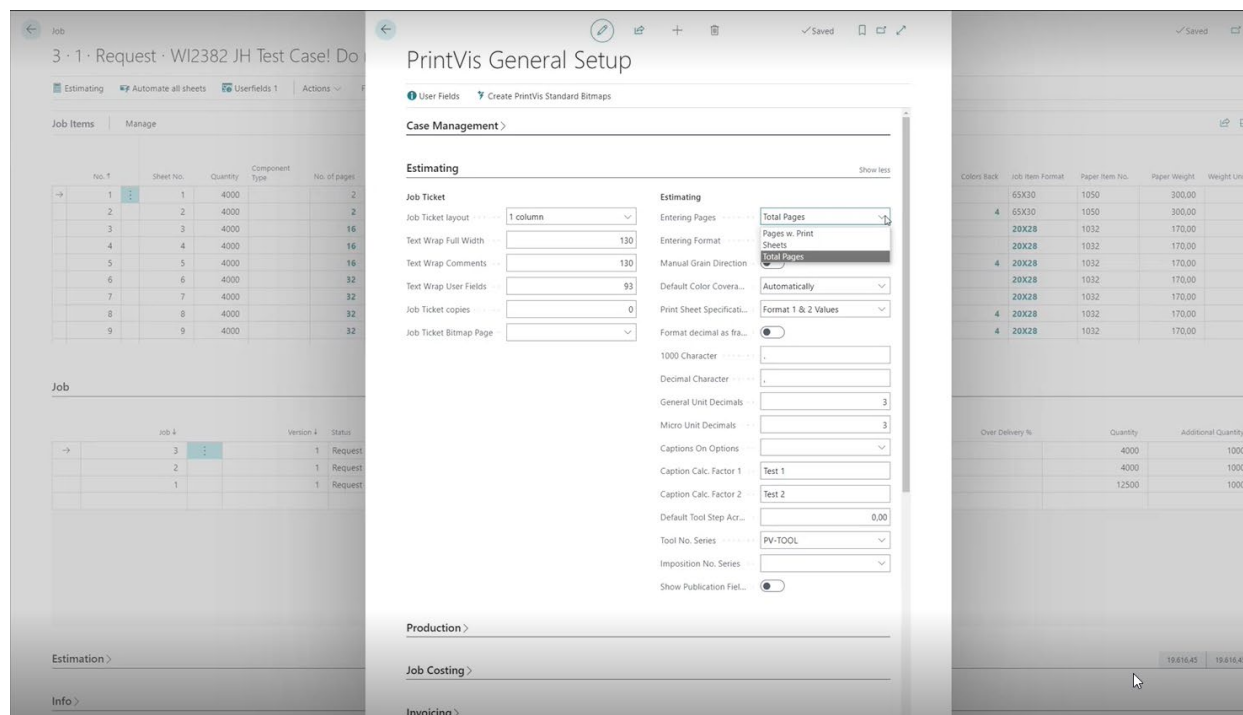 Job
Saved
Saved
3 · 1 · Request · WI2382 JH Test Case! Do
PrintVis General Setup
Estimating Automate all sheets Userfields 1 Actions
User Fields Create PrintVis Standard Bitmaps
Job Items Manage
Case Management
No. ↑ Sheet No. Quantity Component Type No. of pages
Colors Back Job Item Format Paper Item No. Paper Weight Weight Un
1 1 4000 2
65X30 1050 300,00
2 2 4000 2
4 65X30 1050 300,00
3 3 4000 16
20X28 1032 170,00
4 4 4000 16
20X28 1032 170,00
5 5 4000 16
4 20X28 1032 170,00
6 6 4000 32
20X28 1032 170,00
7 7 4000 32
20X28 1032 170,00
8 8 4000 32
4 20X28 1032 170,00
9 9 4000 32
4 20X28 1032 170,00
Estimating Show less
Job Ticket
Job Ticket layout 1 column
Text Wrap Full Width 130
Text Wrap Comments 130
Text Wrap User Fields 93
Job Ticket copies 0
Job Ticket Bitmap Page
Estimating
Entering Pages Total Pages
Pages w. Print
Sheets
Total Pages
Entering Format
Manual Grain Direction
Default Color Covera... Automatically
Print Sheet Specificati... Format 1 & 2 Values
Format decimal as fra...
1000 Character .
Decimal Character ,
General Unit Decimals 3
Micro Unit Decimals 3
Captions On Options
Caption Calc. Factor 1 Test 1
Caption Calc. Factor 2 Test 2
Default Tool Step Acr... 0,00
Tool No. Series PV-TOOL
Imposition No. Series
Show Publication Fiel...
Job
Job ↓ Version ↓ Status
Over Delivery % Quantity Additional Quantity
3 1 Request
4000 1000
2 1 Request
4000 1000
1 1 Request
12500 1000
Production
Estimation
19.616,45
Job Costing
Info
Invoicing